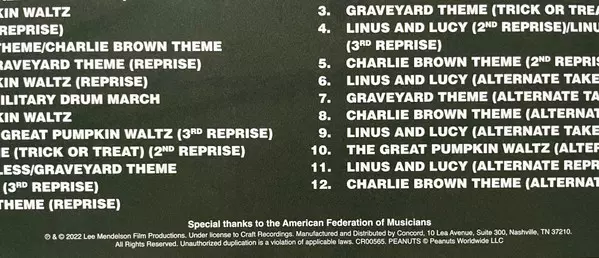 KIN WALTZ
REPRISE)
THEME/CHARLIE BROWN THEME
RAVEYARD THEME (REPRISE)
KIN WALTZ (REPRISE)
MILITARY DRUM MARCH
KIN WALTZ
GREAT PUMPKIN WALTZ (3RD REPRISE)
E (TRICK OR TREAT) (2ND REPRISE)
LESS/GRAVEYARD THEME
(3RD REPRISE)
THEME (REPRISE)
3. GRAVEYARD THEME (TRICK OR TREA
4. LINUS AND LUCY (2ND REPRISE)/LINU
(3RD REPRISE)
5. CHARLIE BROWN THEME (2ND REPRIS
6. LINUS AND LUCY (ALTERNATE TAKE
7. GRAVEYARD THEME (ALTERNATE TA
8. CHARLIE BROWN THEME (ALTERNAT
9. LINUS AND LUCY (ALTERNATE TAKE
10. THE GREAT PUMPKIN WALTZ (ALTER
11. LINUS AND LUCY (ALTERNATE REPR
12. CHARLIE BROWN THEME (ALTERNAT
Special thanks to the American Federation of Musicians
℗ & © 2022 Lee Mendelson Film Productions. Under license to Craft Recordings. Manufactured and Distributed by Concord, 10 Lea Avenue, Suite 300, Nashville, TN 37210.
All Rights Reserved. Unauthorized duplication is a violation of applicable laws. CR00565. PEANUTS © Peanuts Worldwide LLC